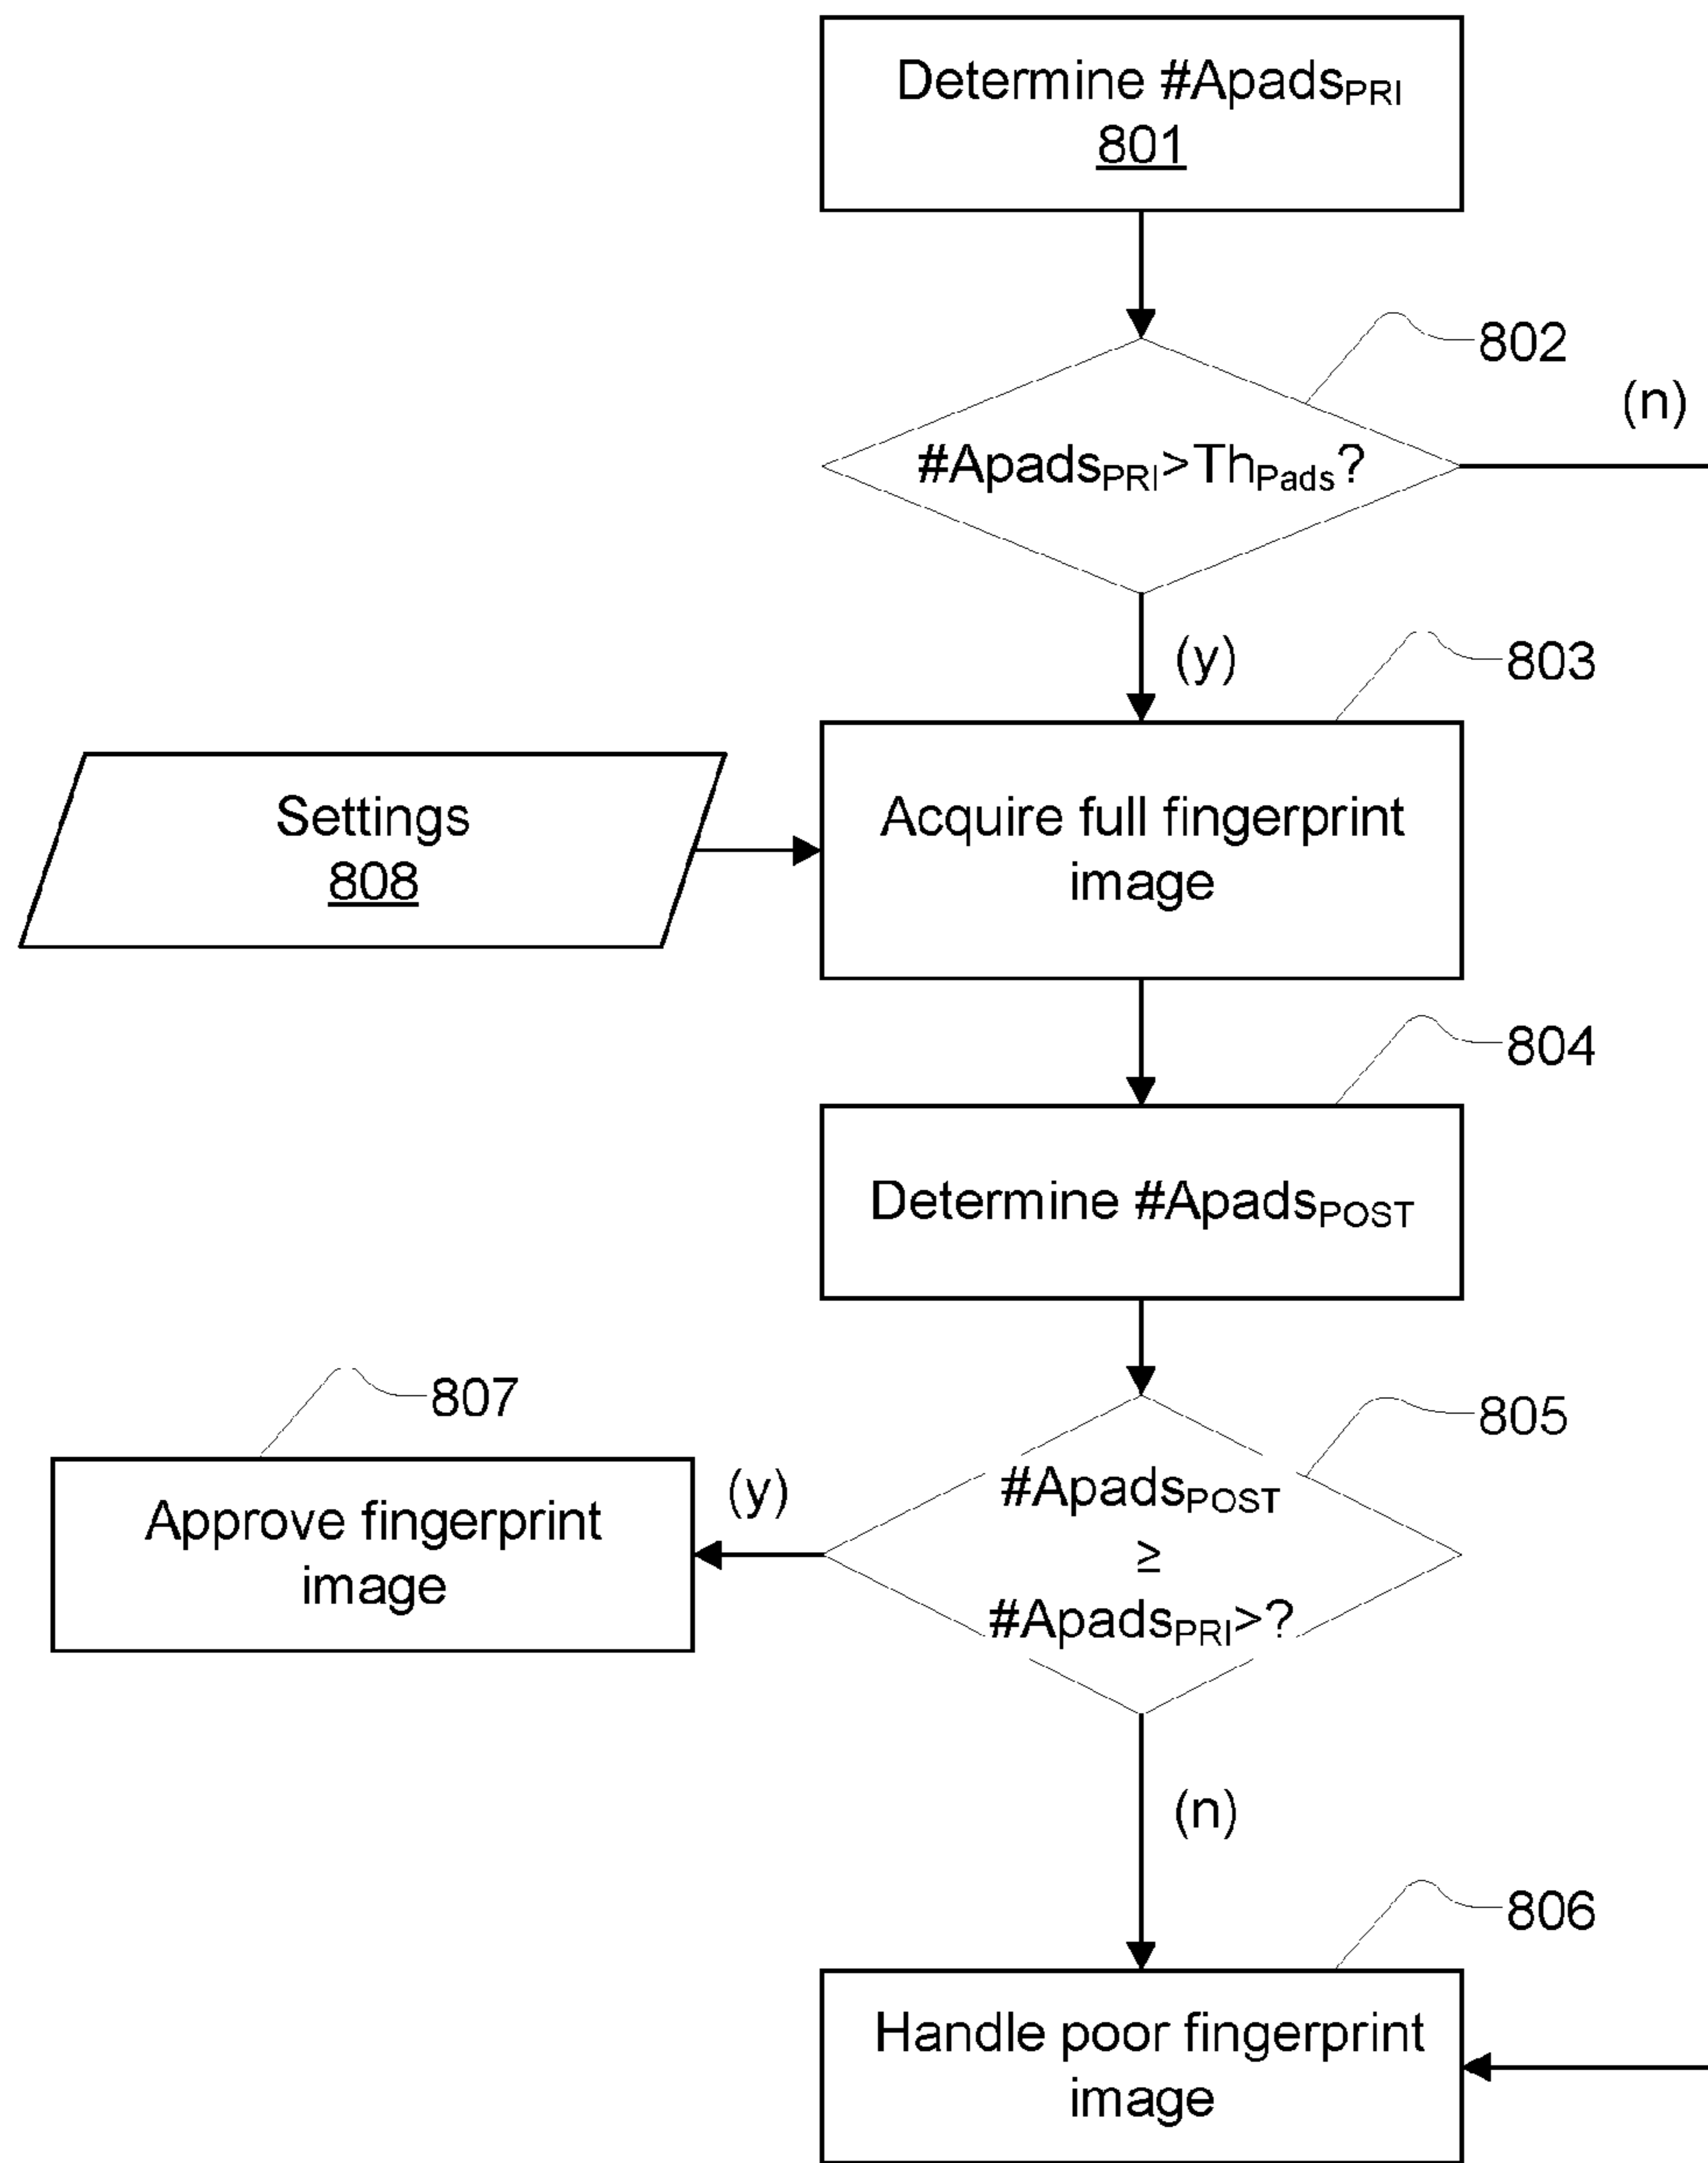 Determine #ApadsPRI
801
802
(n)
#ApadsPRI>ThPads?
(y)
803
Settings
808
Acquire full fingerprint
image
804
Determine #ApadsPOST
807
805
(y)
#ApadsPOST
≥
#ApadsPRI>?
Approve fingerprint
image
(n)
806
Handle poor fingerprint
image